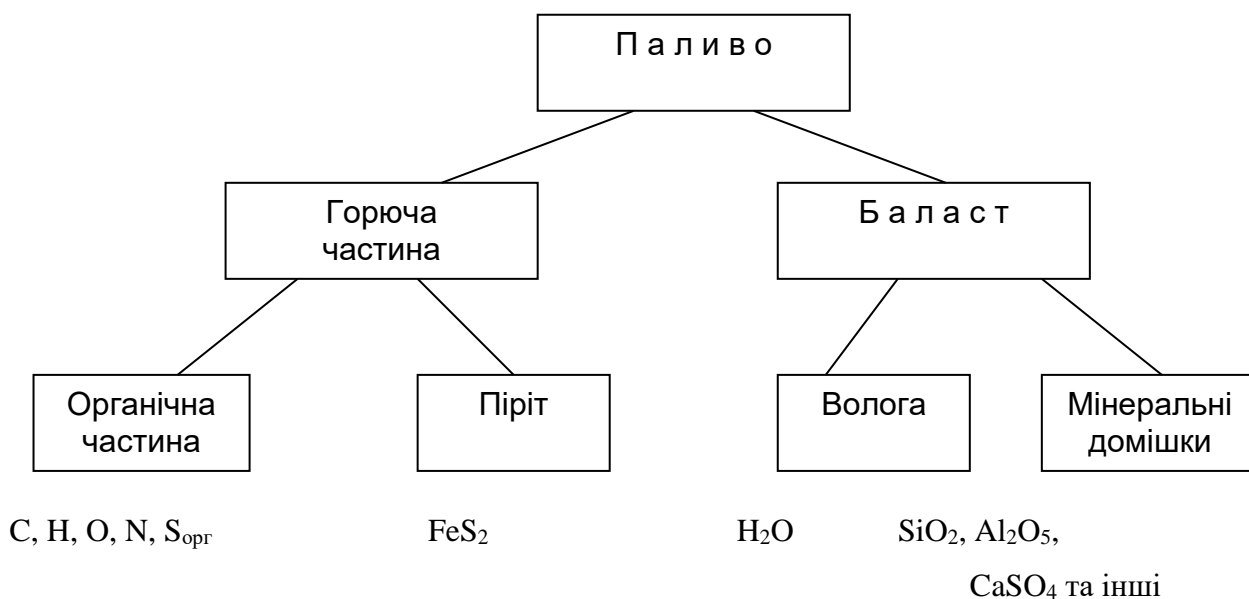 П а л и в о
Горюча
частина
Б а л а с т
Органічна
частина
Піріт
Волога
Мінеральні
домішки
C, H, O, N, Sорг
FeS2
H2O
SiO2, Al2O5,
CaSO4 та інші